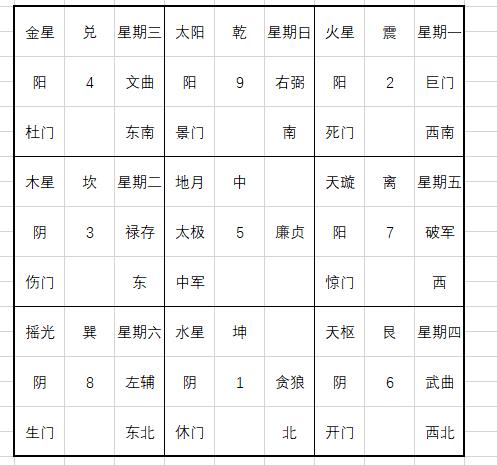 金星 兑 星期三 太阳 乾 星期日 火星 震 星期一
阳 4 文曲 阳 9 右弼 阳 2 巨门
杜门 东南 景门 南 死门 西南
木星 坎 星期二 地月 中 天璇 离 星期五
阴 3 禄存 太极 5 廉贞 阳 7 破军
伤门 东 中军 惊门 西
摇光 巽 星期六 水星 坤 天枢 艮 星期四
阴 8 左辅 阴 1 贪狼 阴 6 武曲
生门 东北 休门 北 开门 西北